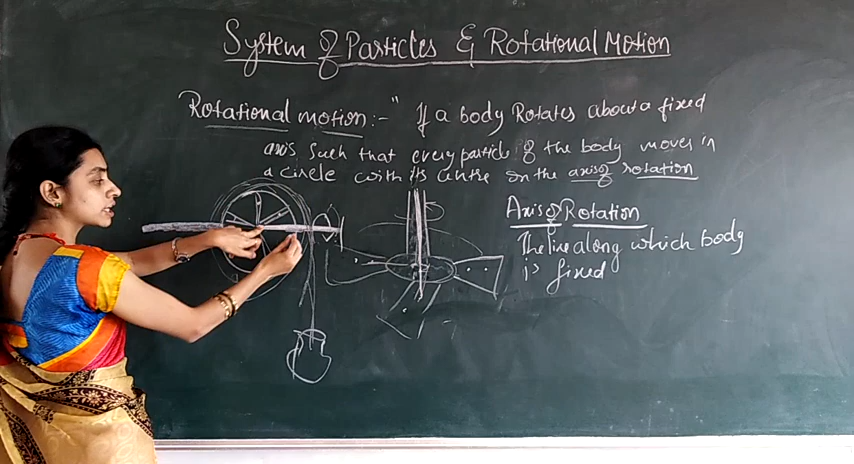 System of Particles & Rotational Motion
Rotational motion:- " If a body Rotates about a fixed
axis such that every particle of the body moves in
a circle with its centre on the axis of rotation
Axis of Rotation
The line along which body
is fixed